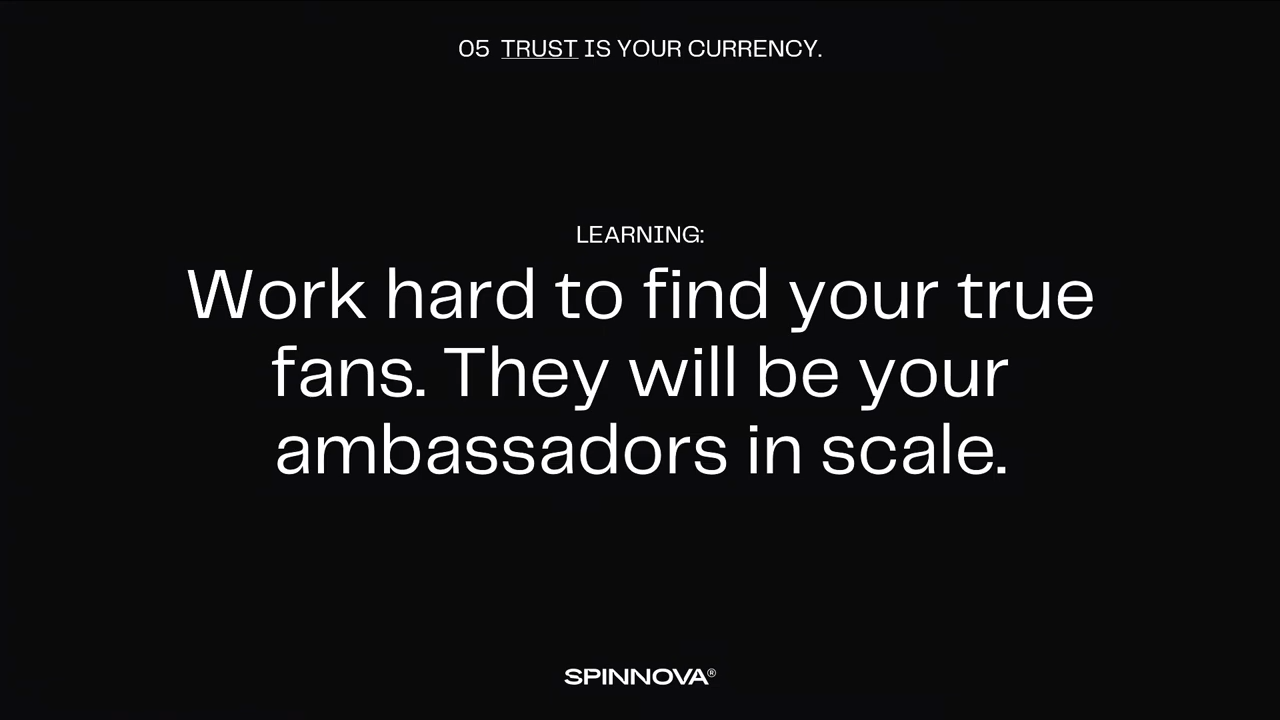 05 TRUST IS YOUR CURRENCY.
LEARNING:
Work hard to find your true
fans. They will be your
ambassadors in scale.
SPINNOVA®